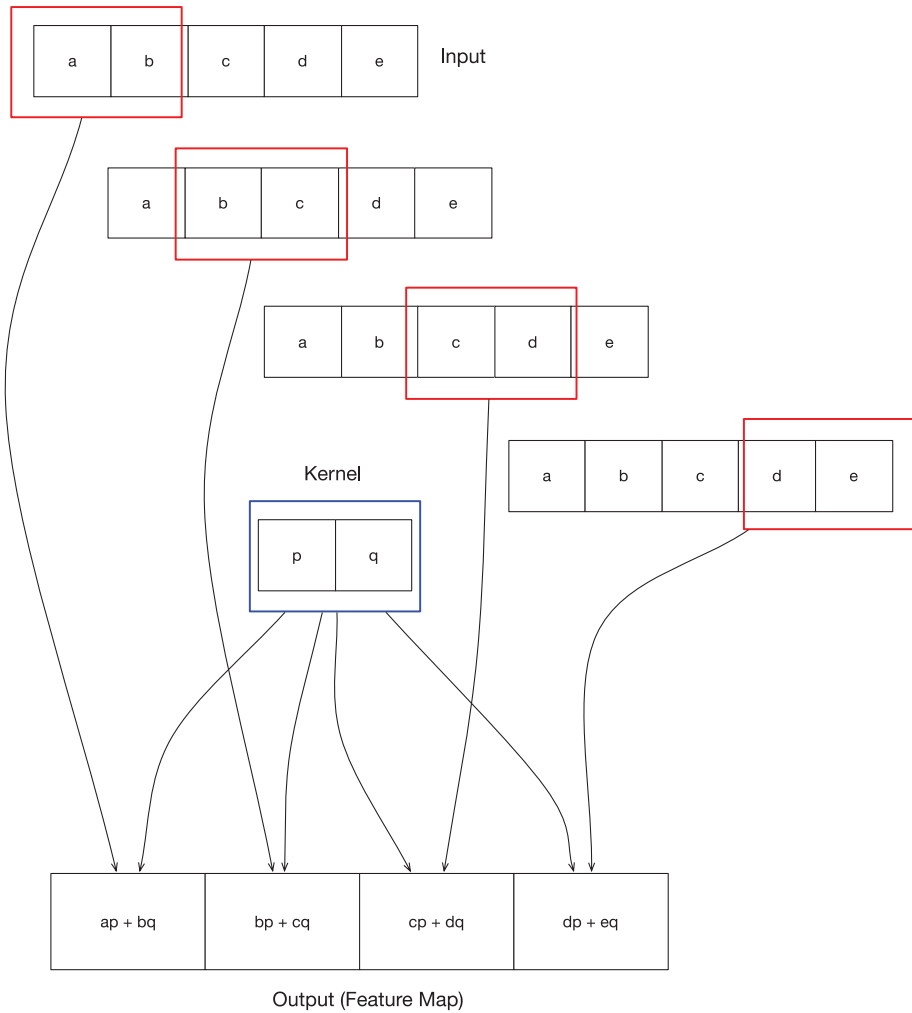 a b c d e Input
a b c d e
a b c d e
a b c d e
Kernel
p q
ap + bq bp + cq cp + dq dp + eq
Output (Feature Map)